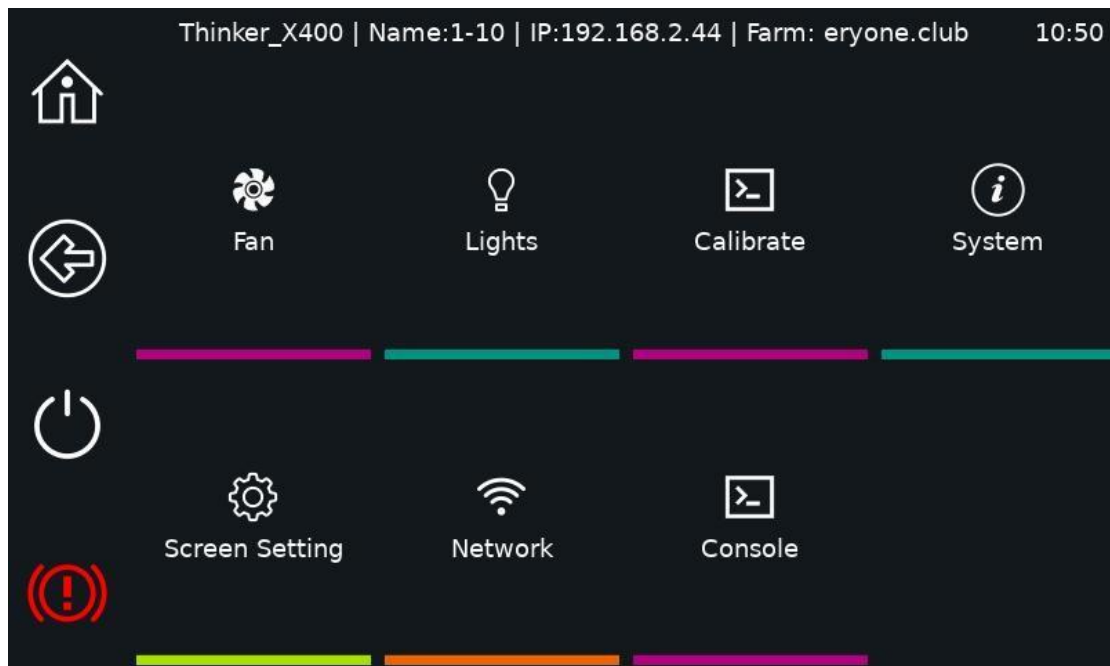 Thinker_X400 | Name:1-10 | IP:192.168.2.44 | Farm: eryone.club 10:50
Fan Lights Calibrate System
Screen Setting Network Console